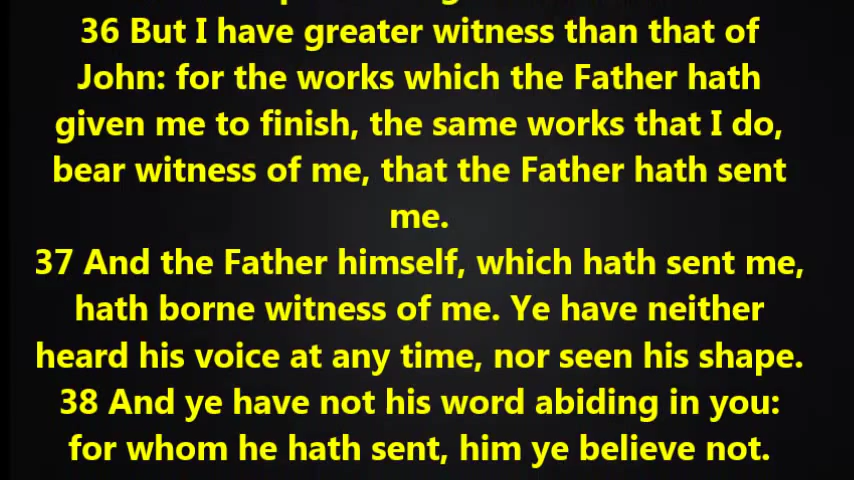 36 But I have greater witness than that of
John: for the works which the Father hath
given me to finish, the same works that I do,
bear witness of me, that the Father hath sent
me.
37 And the Father himself, which hath sent me,
hath borne witness of me. Ye have neither
heard his voice at any time, nor seen his shape.
38 And ye have not his word abiding in you:
for whom he hath sent, him ye believe not.